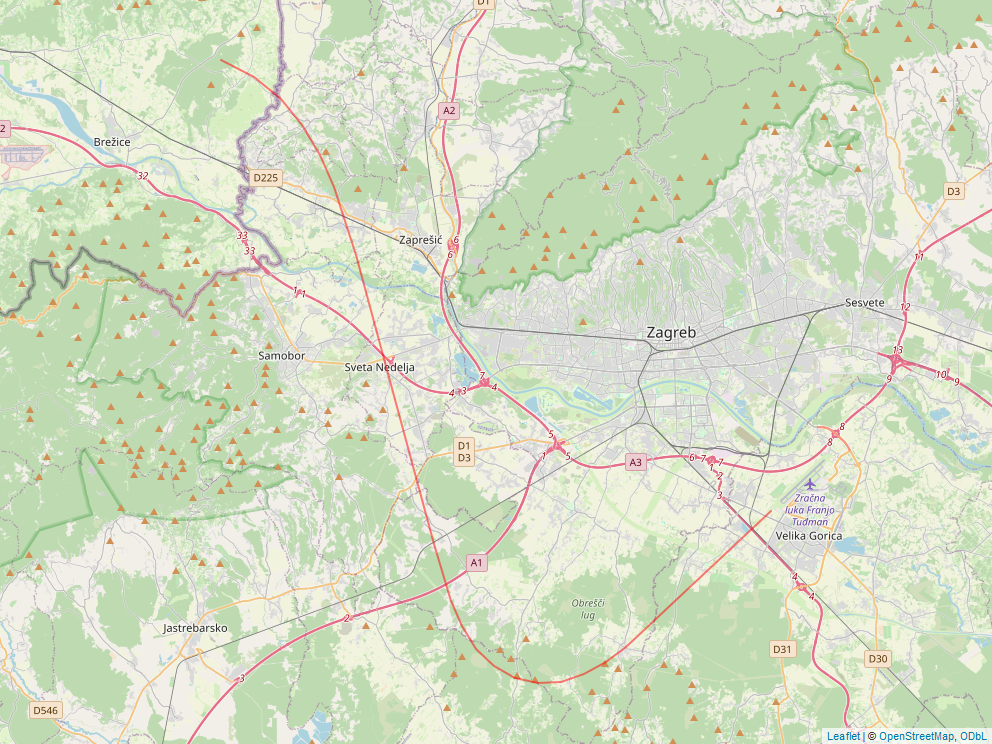 D1
A2
2
Brežice
32
D225
D3
33
33
Zaprešić
6
6
11
1
1
12
Sesvete
Zagreb
Samobor
Sveta Nedelja
13
10
9
9
7
4
3
4
5
1
5
8
8
D1
D3
A3
6
7
7
1
2
3
Zračna
luka Franjo
Tuđman
Velika Gorica
A1
4
4
Obrešći
lug
2
Jastrebarsko
3
D31
D30
D546
Leaflet | © OpenStreetMap, ODbL